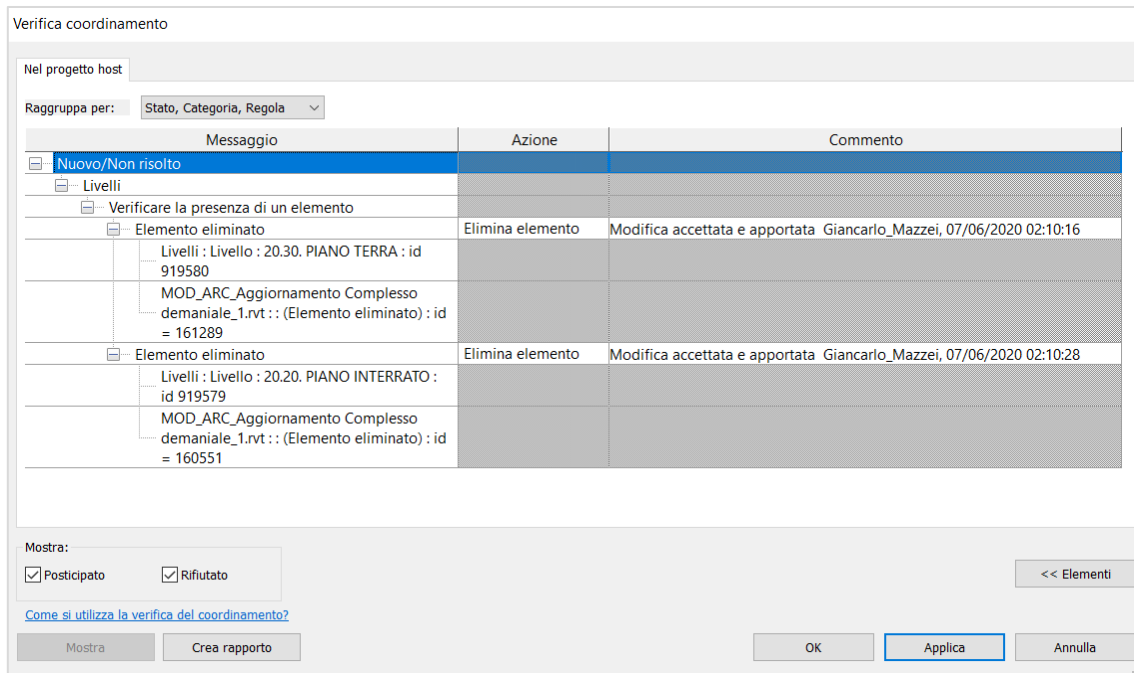 Verifica coordinamento
Nel progetto host
Raggruppa per: Stato, Categoria, Regola
Messaggio Azione Commento
Nuovo/Non risolto
Livelli
Verificare la presenza di un elemento
Elemento eliminato Elimina elemento Modifica accettata e apportata Giancarlo_Mazzei, 07/06/2020 02:10:16
Livelli : Livello : 20.30. PIANO TERRA : id
919580
MOD_ARC_Aggiornamento Complesso
demaniale_1.rvt : : (Elemento eliminato) : id
= 161289
Elemento eliminato Elimina elemento Modifica accettata e apportata Giancarlo_Mazzei, 07/06/2020 02:10:28
Livelli : Livello : 20.20. PIANO INTERRATO :
id 919579
MOD_ARC_Aggiornamento Complesso
demaniale_1.rvt : : (Elemento eliminato) : id
= 160551
Mostra:
Posticipato Rifiutato
<< Elementi
Come si utilizza la verifica del coordinamento?
Mostra Crea rapporto OK Applica Annulla